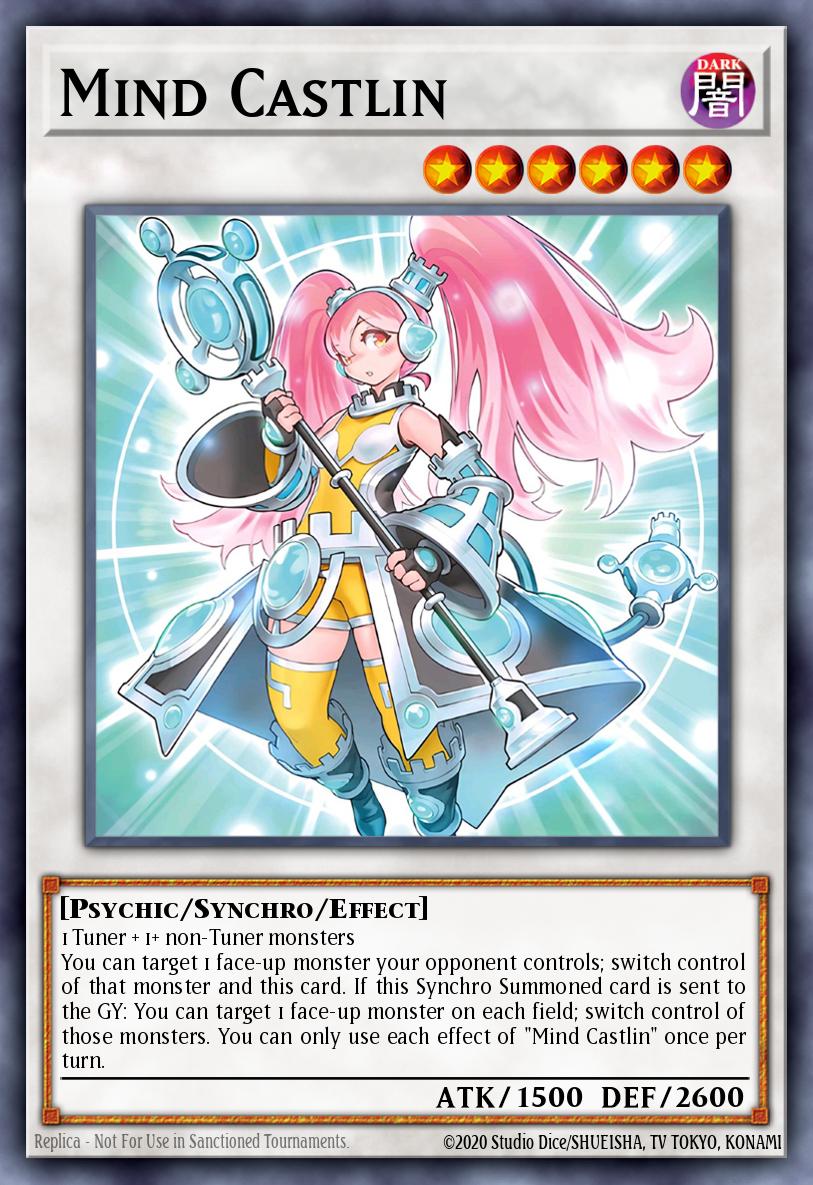 Mind Castlin
DARK
闇
[Psychic/Synchro/Effect]
1 Tuner + 1+ non-Tuner monsters
You can target 1 face-up monster your opponent controls; switch control
of that monster and this card. If this Synchro Summoned card is sent to
the GY: You can target 1 face-up monster on each field; switch control of
those monsters. You can only use each effect of "Mind Castlin" once per
turn.
ATK/1500 DEF/2600
Replica - Not For Use in Sanctioned Tournaments.
©2020 Studio Dice/SHUEISHA, TV TOKYO, KONAMI